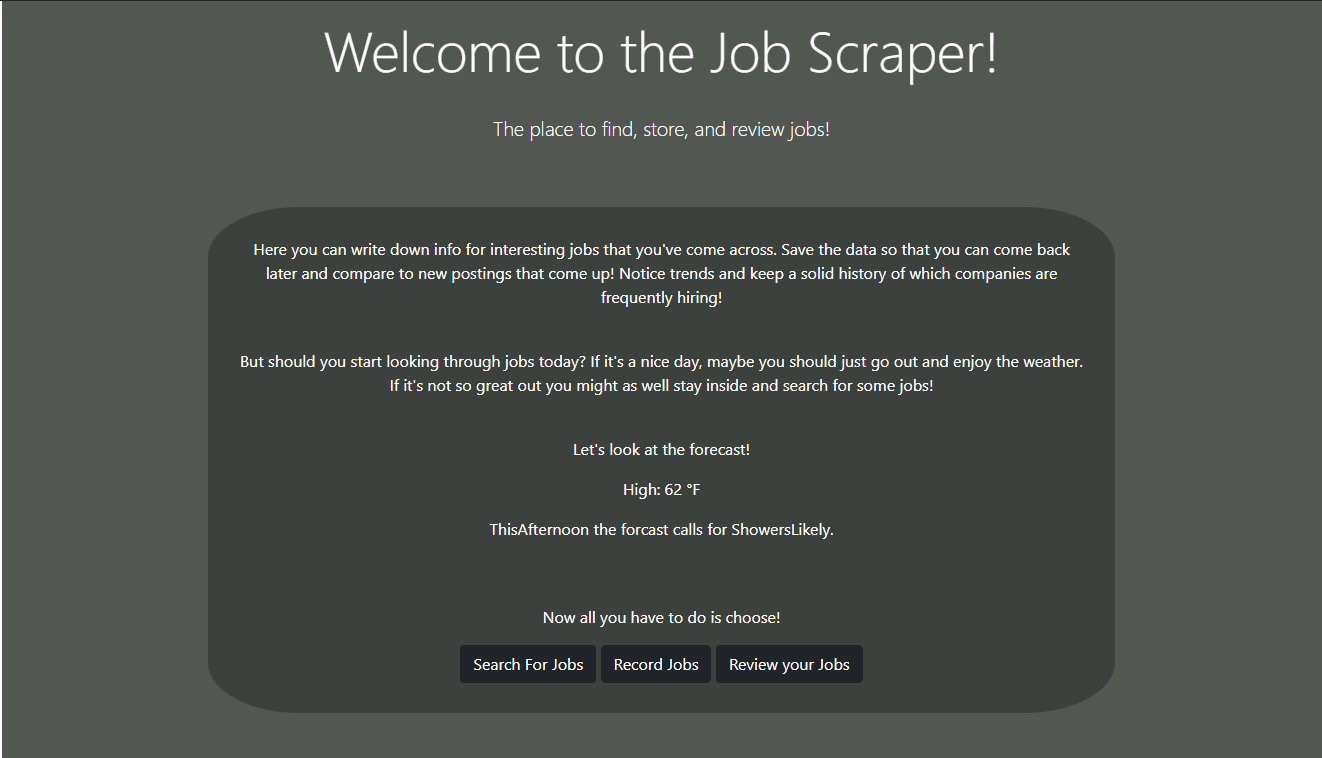 Welcome to the Job Scraper!
The place to find, store, and review jobs!
Here you can write down info for interesting jobs that you've come across. Save the data so that you can come back
later and compare to new postings that come up! Notice trends and keep a solid history of which companies are
frequently hiring!
But should you start looking through jobs today? If it's a nice day, maybe you should just go out and enjoy the weather.
If it's not so great out you might as well stay inside and search for some jobs!
Let's look at the forecast!
High: 62 °F
ThisAfternoon the forcast calls for ShowersLikely.
Now all you have to do is choose!
Search For Jobs Record Jobs Review your Jobs